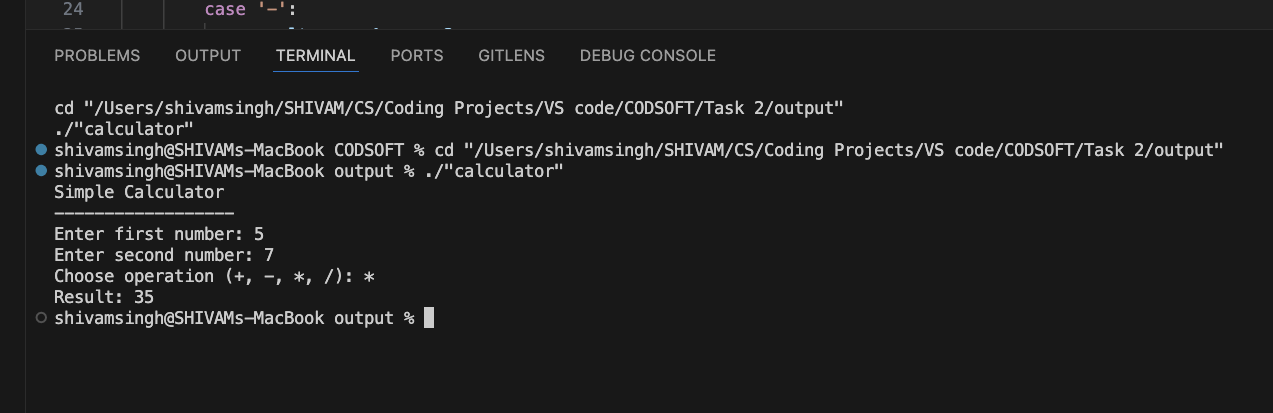 24 case '-':
PROBLEMS OUTPUT TERMINAL PORTS GITLENS DEBUG CONSOLE
cd "/Users/shivamsingh/SHIVAM/CS/Coding Projects/VS code/CODSOFT/Task 2/output"
./"calculator"
shivamsingh@SHIVAMs-MacBook CODSOFT % cd "/Users/shivamsingh/SHIVAM/CS/Coding Projects/VS code/CODSOFT/Task 2/output"
shivamsingh@SHIVAMs-MacBook output % ./"calculator"
Simple Calculator
------------------
Enter first number: 5
Enter second number: 7
Choose operation (+, -, *, /): *
Result: 35
shivamsingh@SHIVAMs-MacBook output %